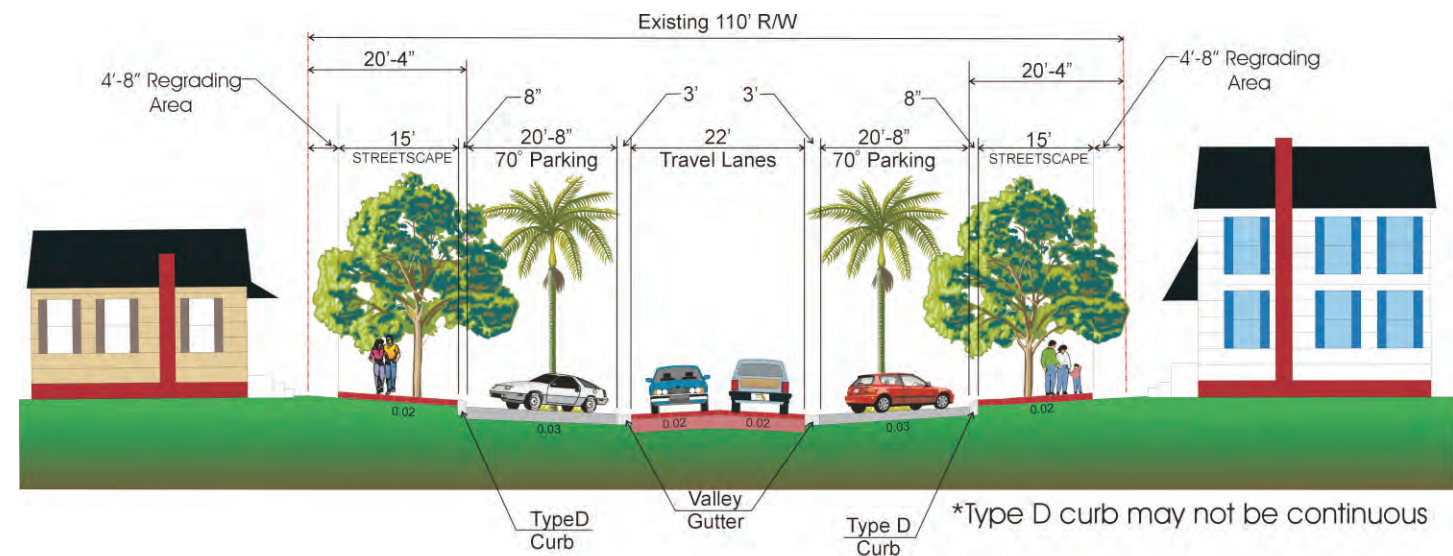 Existing 110' R/W
20'-4"
20'-4"
4'-8" Regrading
Area
4'-8" Regrading
Area
8"
3'
3'
8"
15'
STREETSCAPE
20'-8"
70° Parking
22'
Travel Lanes
20'-8"
70° Parking
15'
STREETSCAPE
0.02
0.03
0.02
0.02
0.03
0.02
TypeD
Curb
Valley
Gutter
Type D
Curb
*Type D curb may not be continuous